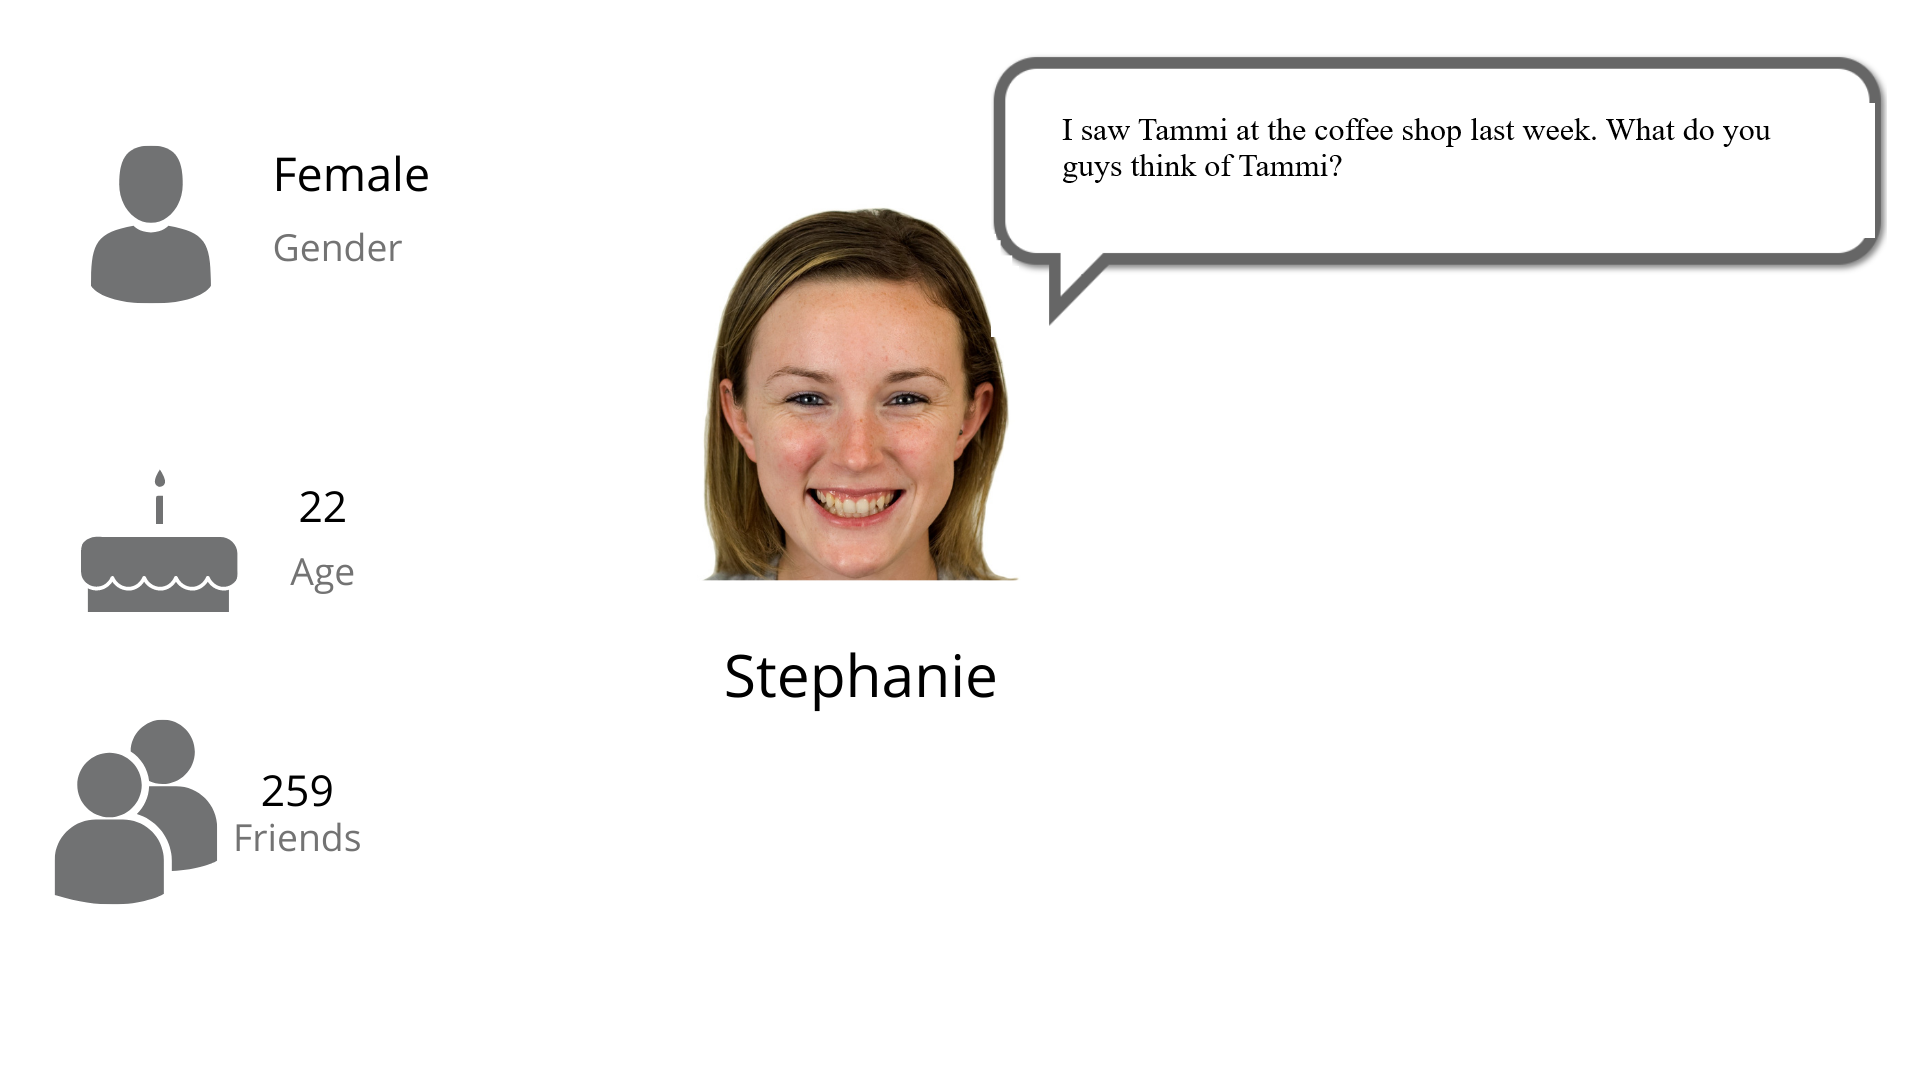 I saw Tammi at the coffee shop last week. What do you
guys think of Tammi?
Female
Gender
22
Age
259
Friends
Stephanie